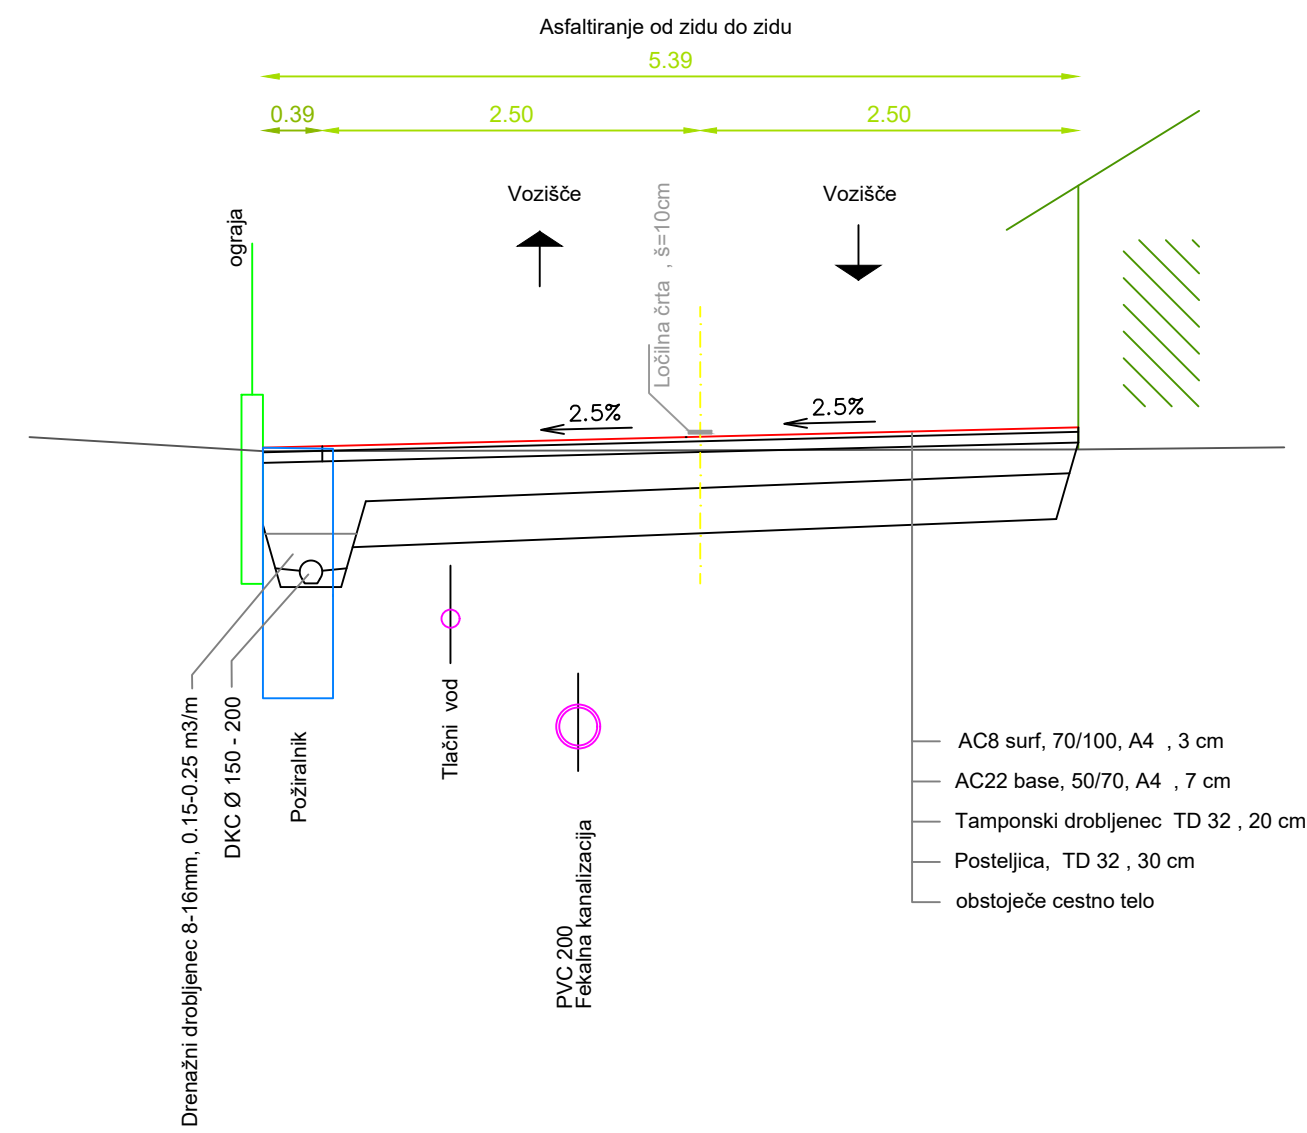 Asfaltiranje od zidu do zidu
5.39
0.39
2.50
2.50
Vozišče
Vozišče
ograja
Ločilna črta , š=10cm
2.5%
2.5%
Drenažni drobljenec 8-16mm, 0.15-0.25 m3/m
DKC Ø 150 - 200
Požiralnik
Tlačni vod
PVC 200
Fekalna kanalizacija
AC8 surf, 70/100, A4 , 3 cm
AC22 base, 50/70, A4 , 7 cm
Tamponski drobljenec TD 32 , 20 cm
Posteljica, TD 32 , 30 cm
obstoječe cestno telo